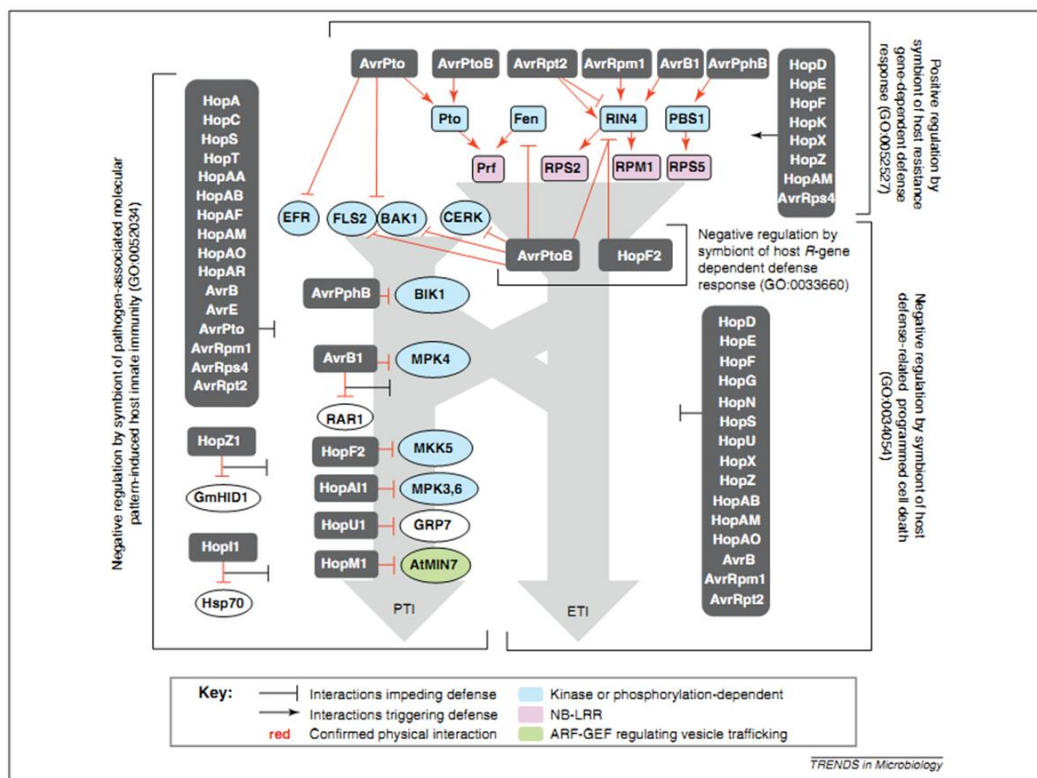 AvrPto
AvrPtoB
AvrRpt2
AvrRpm1
AvrB1
AvrPphB
Pto
Fen
RIN4
PBS1
Prf
RPS2
RPM1
RPS5
HopD
HopE
HopF
HopK
HopX
HopZ
HopAM
AvrRps4
Positive regulation by
symbiont of host resistance
gene-dependent defense
response (GO:0052527)
Negative regulation by symbiont of pathogen-associated molecular
pattern-induced host innate immunity (GO:0052034)
HopA
HopC
HopS
HopT
HopAA
HopAB
HopAF
HopAM
HopAO
HopAR
AvrB
AvrE
AvrPto
AvrRpm1
AvrRps4
AvrRpt2
EFR
FLS2
BAK1
CERK
AvrPtoB
HopF2
Negative regulation by
symbiont of host R-gene
dependent defense
response (GO:0033660)
AvrPphB
BIK1
AvrB1
MPK4
RAR1
HopZ1
GmHID1
HopI1
Hsp70
HopF2
MKK5
HopAI1
MPK3,6
HopU1
GRP7
HopM1
AtMIN7
PTI
ETI
HopD
HopE
HopF
HopG
HopN
HopS
HopU
HopX
HopZ
HopAB
HopAM
HopAO
AvrB
AvrRpm1
AvrRpt2
Negative regulation by symbiont of host
defense-related programmed cell death
(GO:0034054)
Key:
Interactions impeding defense
Interactions triggering defense
red Confirmed physical interaction
Kinase or phosphorylation-dependent
NB-LRR
ARF-GEF regulating vesicle trafficking
TRENDS in Microbiology